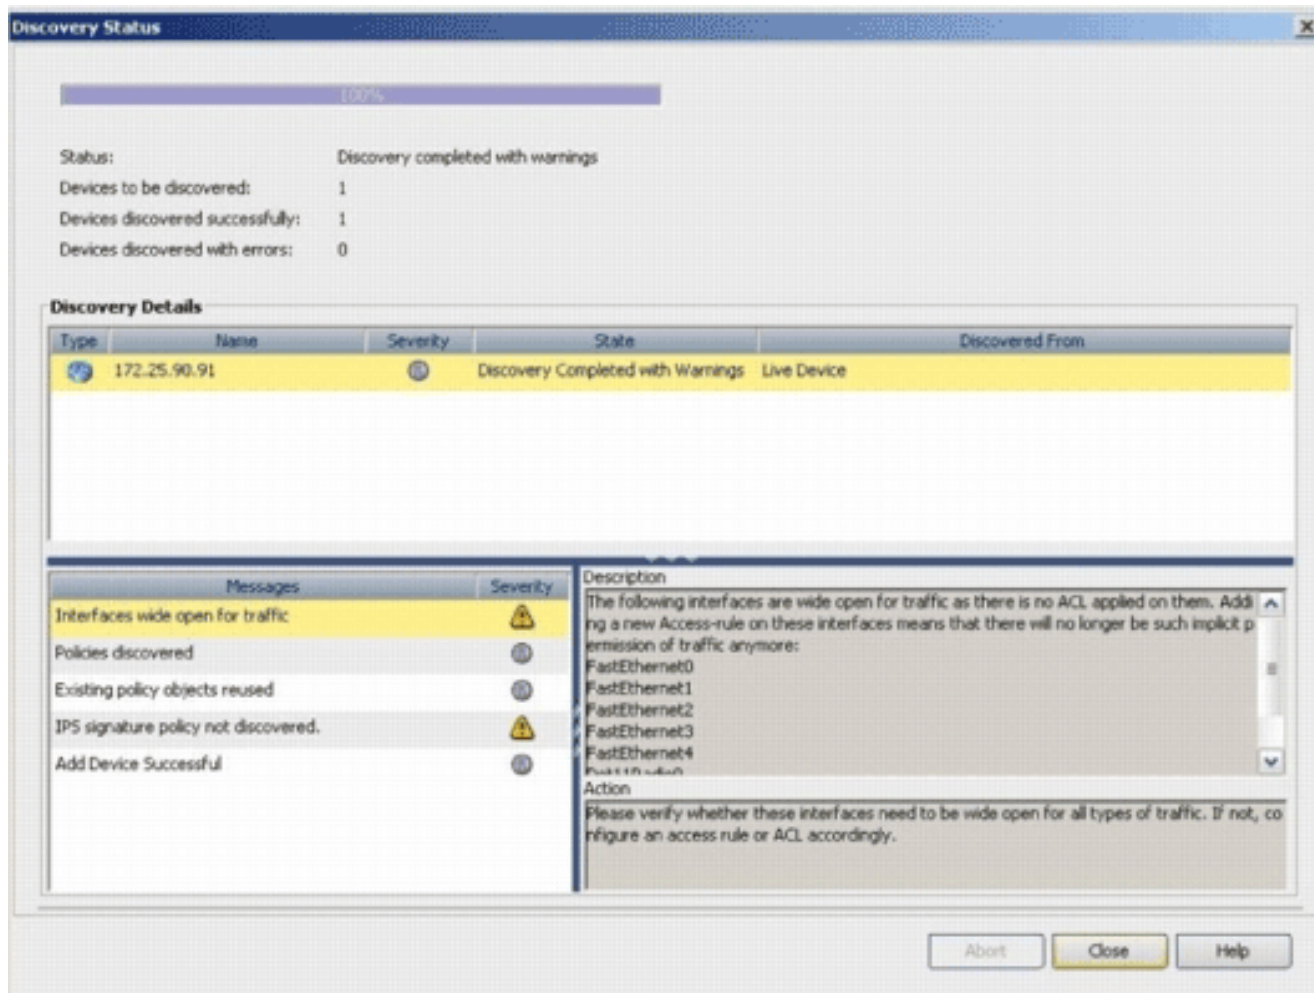 Discovery Status
100%
Status: Discovery completed with warnings
Devices to be discovered: 1
Devices discovered successfully: 1
Devices discovered with errors: 0
Discovery Details
Type Name Severity State Discovered From
172.25.90.91 Discovery Completed with Warnings Live Device
Messages Severity
Interfaces wide open for traffic
Policies discovered
Existing policy objects reused
IPS signature policy not discovered.
Add Device Successful
Description
The following interfaces are wide open for traffic as there is no ACL applied on them. Addi
ng a new Access-rule on these interfaces means that there will no longer be such implicit p
ermission of traffic anymore:
FastEthernet0
FastEthernet1
FastEthernet2
FastEthernet3
FastEthernet4
Dot11Radio0
Action
Please verify whether these interfaces need to be wide open for all types of traffic. If not, co
nfigure an access rule or ACL accordingly.
Abort Close Help